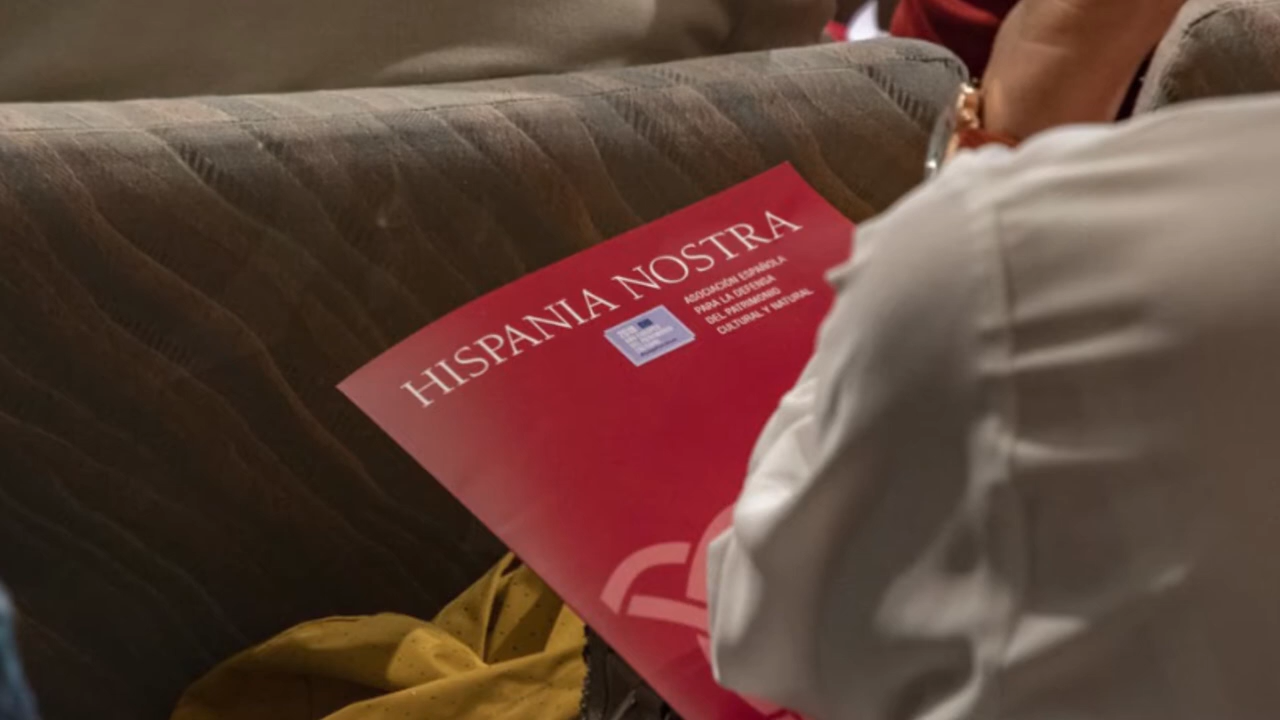 HISPANIA NOSTRA
ASOCIACIÓN ESPAÑOLA
PARA LA DEFENSA
DEL PATRIMONIO
CULTURAL Y NATURAL